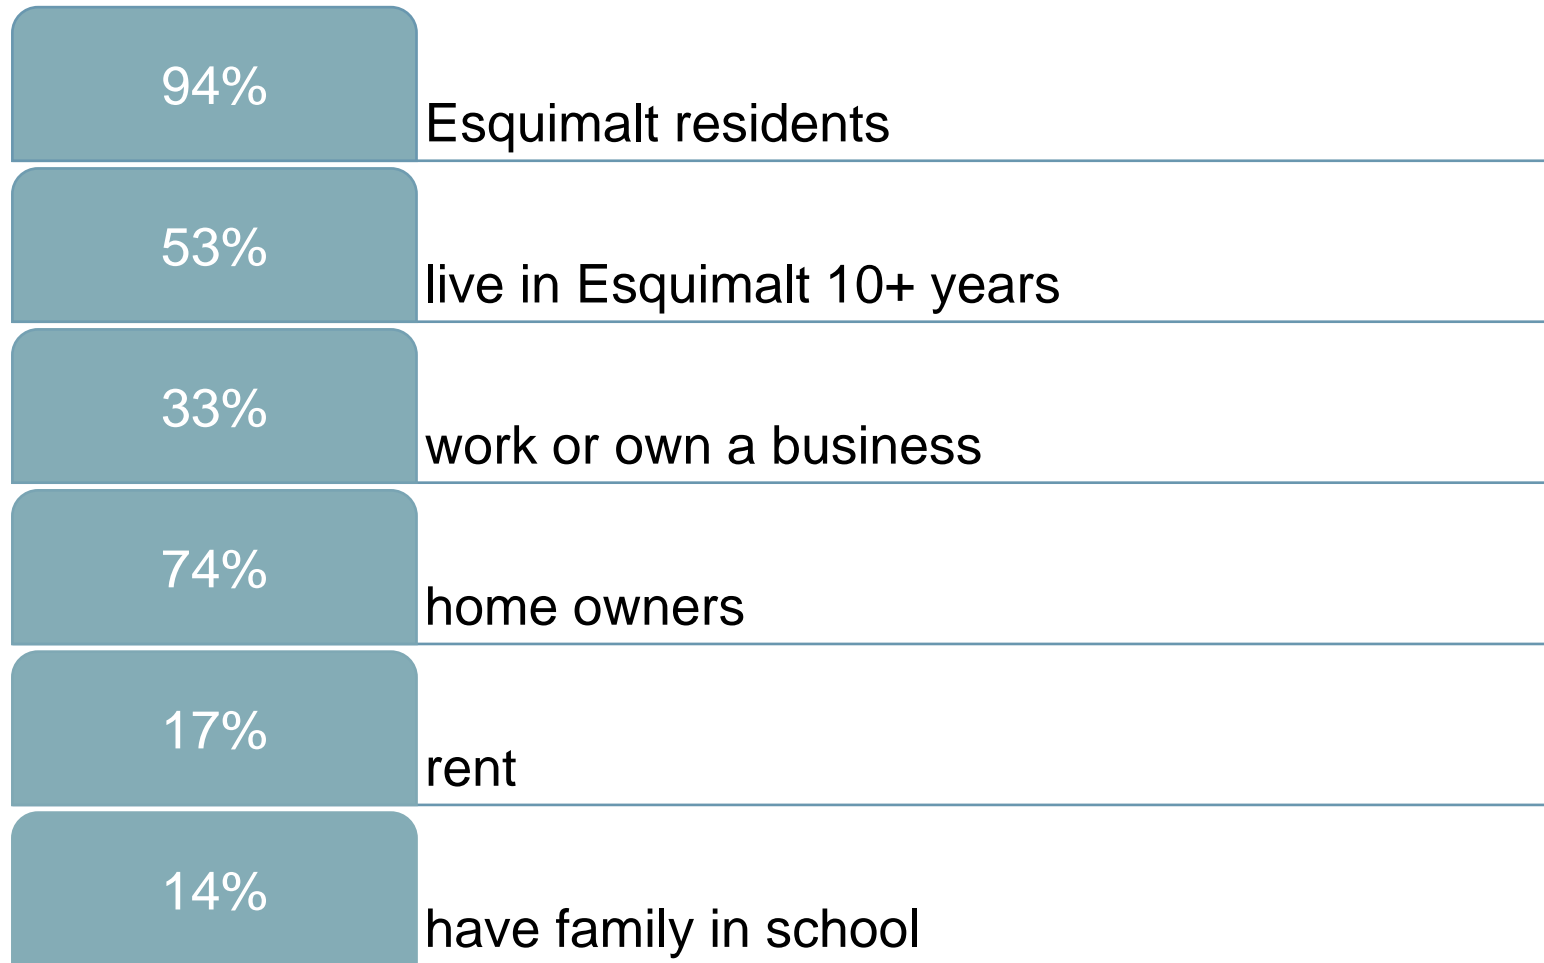 94%
Esquimalt residents
53%
live in Esquimalt 10+ years
33%
work or own a business
74%
home owners
17%
rent
14%
have family in school